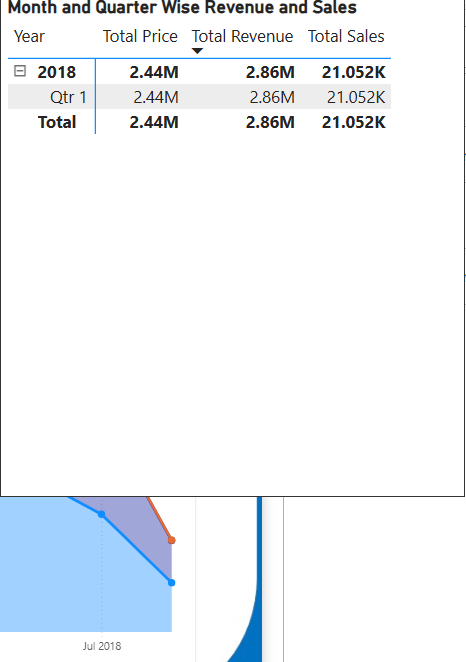 Month and Quarter Wise Revenue and Sales
Year Total Price Total Revenue Total Sales
2018 2.44M 2.86M 21.052K
Qtr 1 2.44M 2.86M 21.052K
Total 2.44M 2.86M 21.052K
Jul 2018